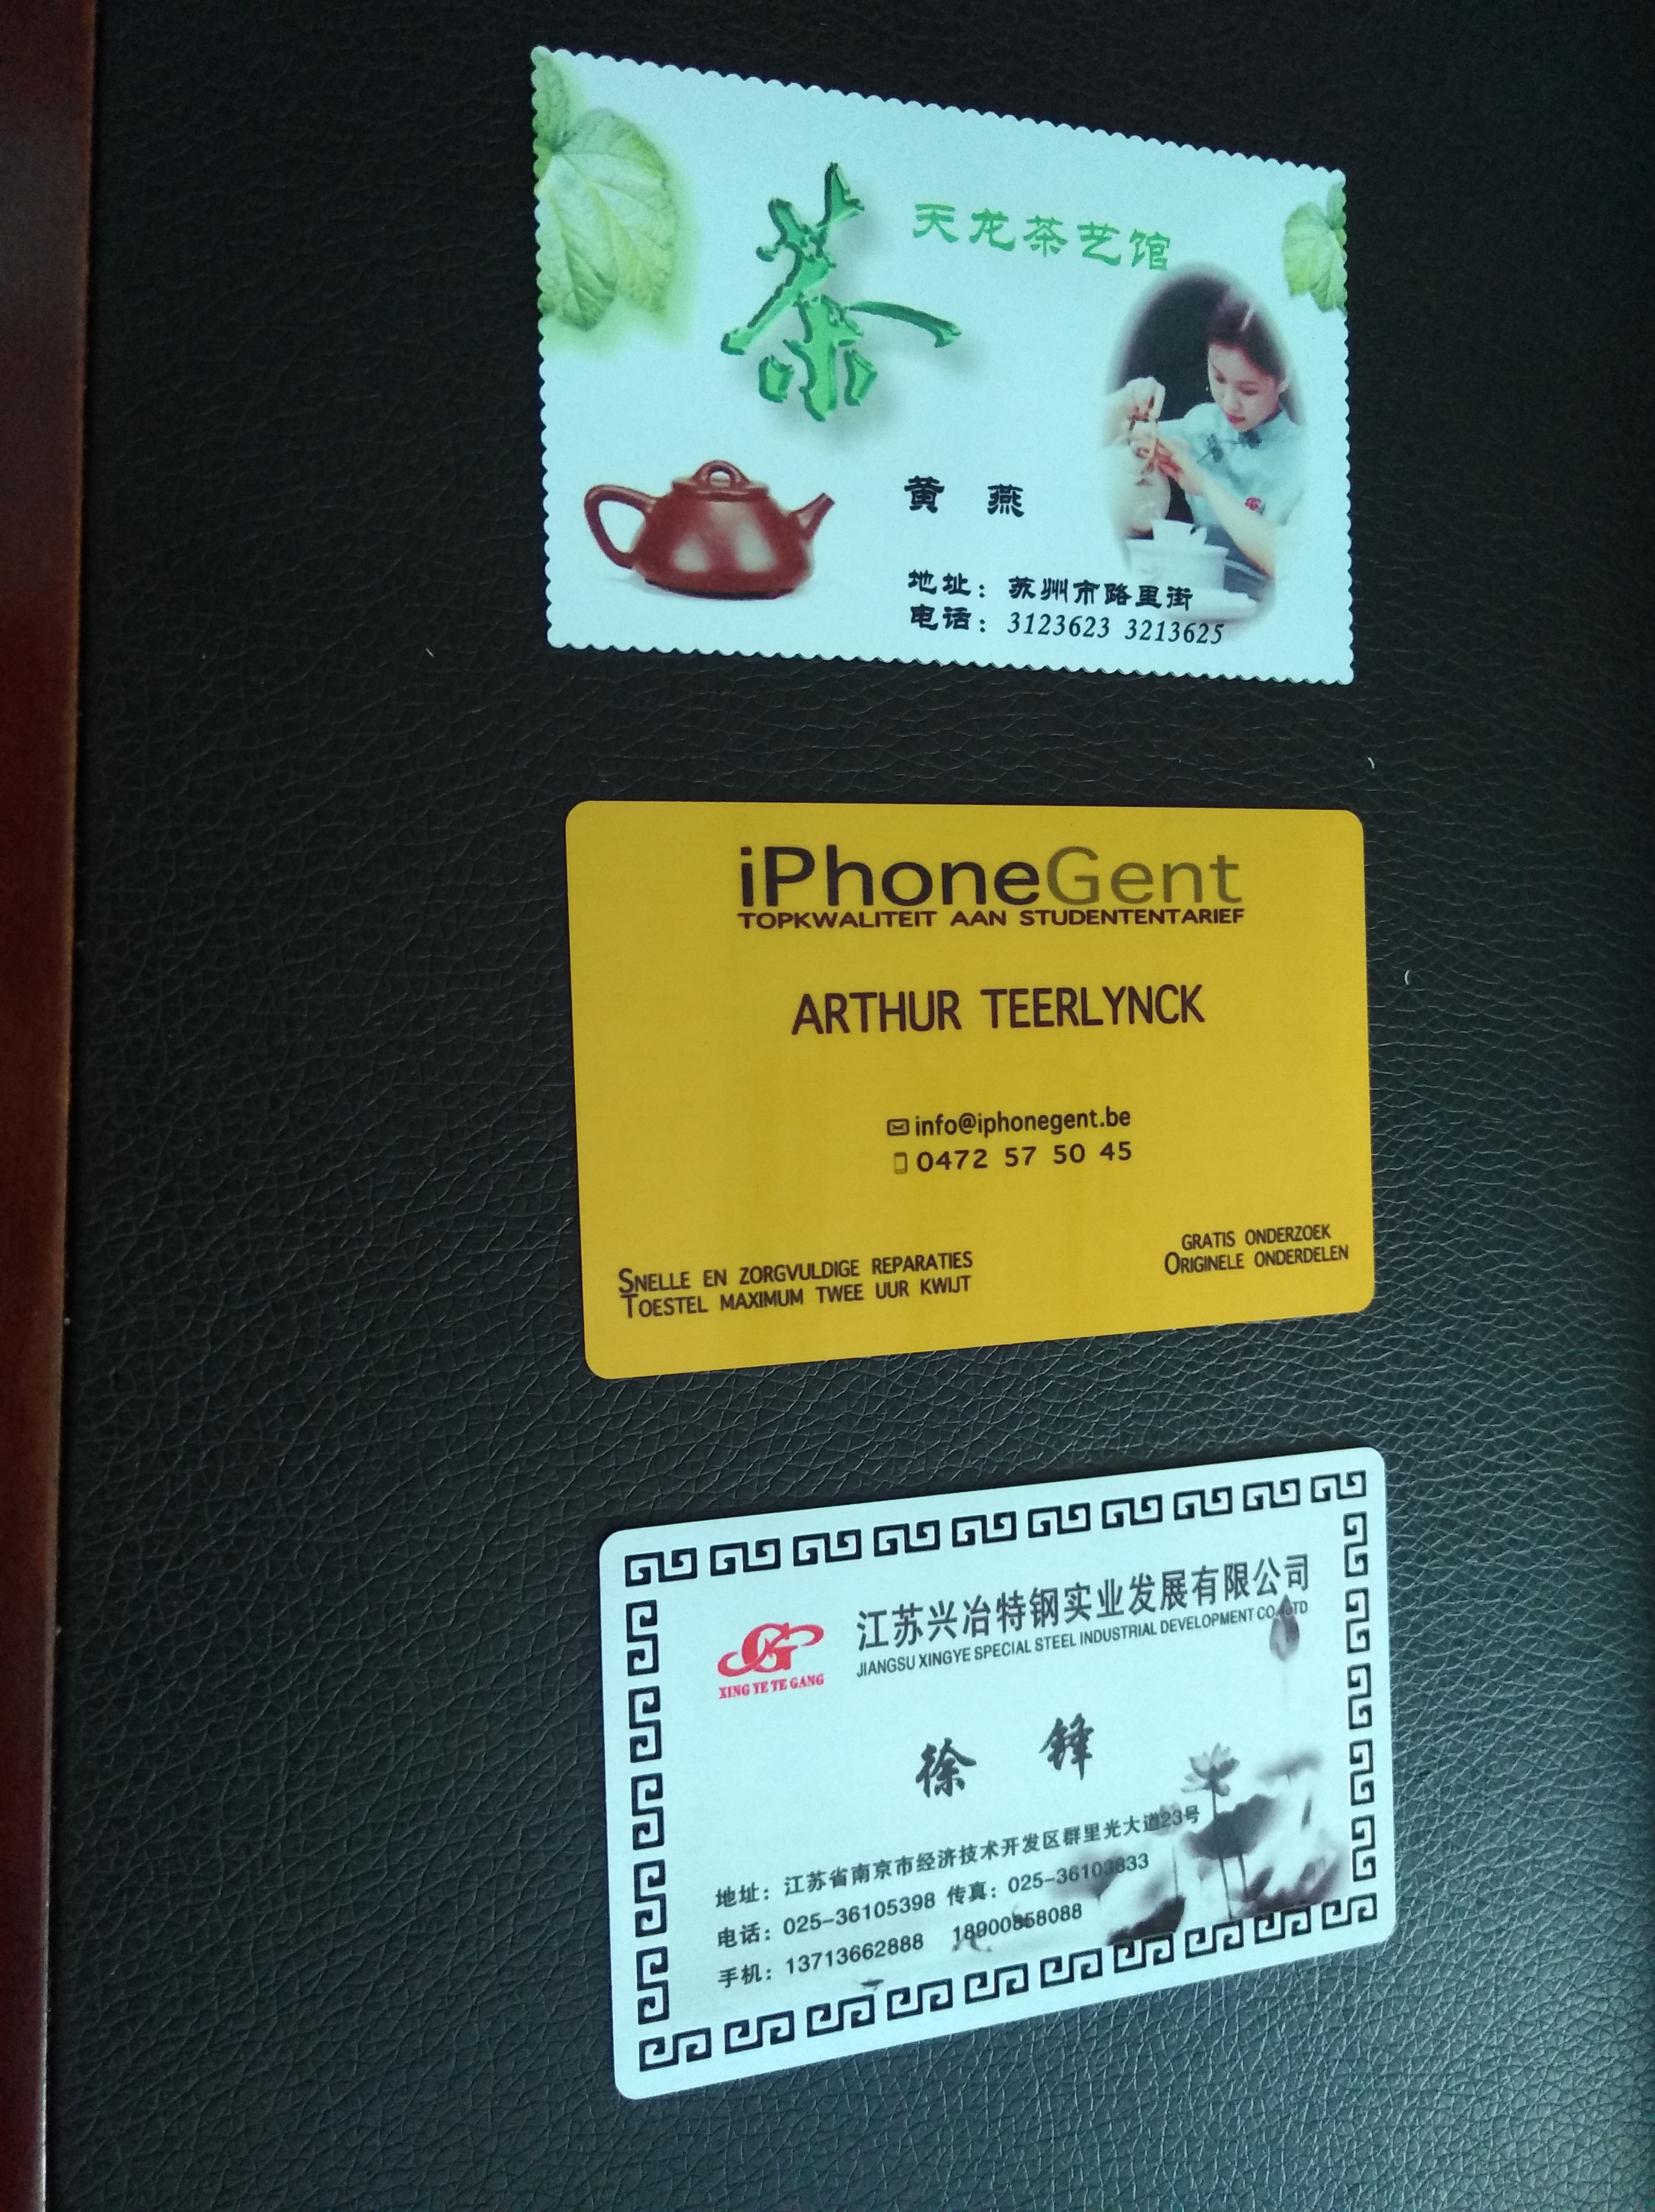 茶
天龙茶艺馆
黄 燕
地址：苏州市路里街
电话：3123623 3213625
iPhoneGent
TOPKWALITEIT AAN STUDENTENTARIEF
ARTHUR TEERLYNCK
info@iphonegent.be
0472 57 50 45
SNELLE EN ZORGVULDIGE REPARATIES
TOESTEL MAXIMUM TWEE UUR KWIJT
GRATIS ONDERZOEK
ORIGINELE ONDERDELEN
XING YE TE GANG
江苏兴冶特钢实业发展有限公司
JIANGSU XINGYE SPECIAL STEEL INDUSTRIAL DEVELOPMENT CO.,LTD
徐 锋
地址：江苏省南京市经济技术开发区群里光大道23号
电话：025-36105398 传真：025-36103833
手机：13713662888 18900858088